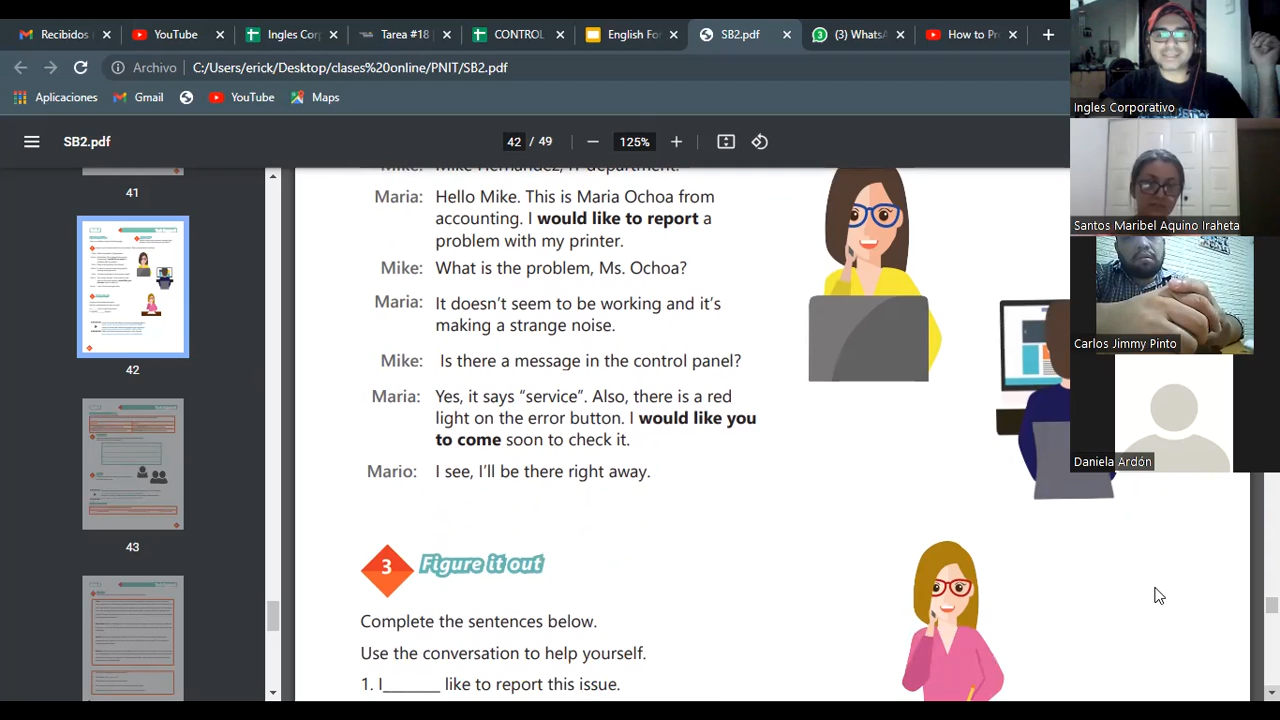 Recibidos
YouTube
Ingles Cor
Tarea #18
CONTROL
English For
SB2.pdf
(3) WhatsA
How to Pr
Archivo
C:/Users/erick/Desktop/clases%20online/PNIT/SB2.pdf
Aplicaciones
Gmail
YouTube
Maps
SB2.pdf
42 / 49
125%
41
42
43
Mike: Mike Hernandez, IT department.
Maria: Hello Mike. This is Maria Ochoa from
accounting. I would like to report a
problem with my printer.
Mike: What is the problem, Ms. Ochoa?
Maria: It doesn't seem to be working and it's
making a strange noise.
Mike: Is there a message in the control panel?
Maria: Yes, it says “service”. Also, there is a red
light on the error button. I would like you
to come soon to check it.
Mario: I see, I'll be there right away.
3 Figure it out
Complete the sentences below.
Use the conversation to help yourself.
1. I_______ like to report this issue.
Ingles Corporativo
Santos Maribel Aquino Iraheta
Carlos Jimmy Pinto
Daniela Ardón